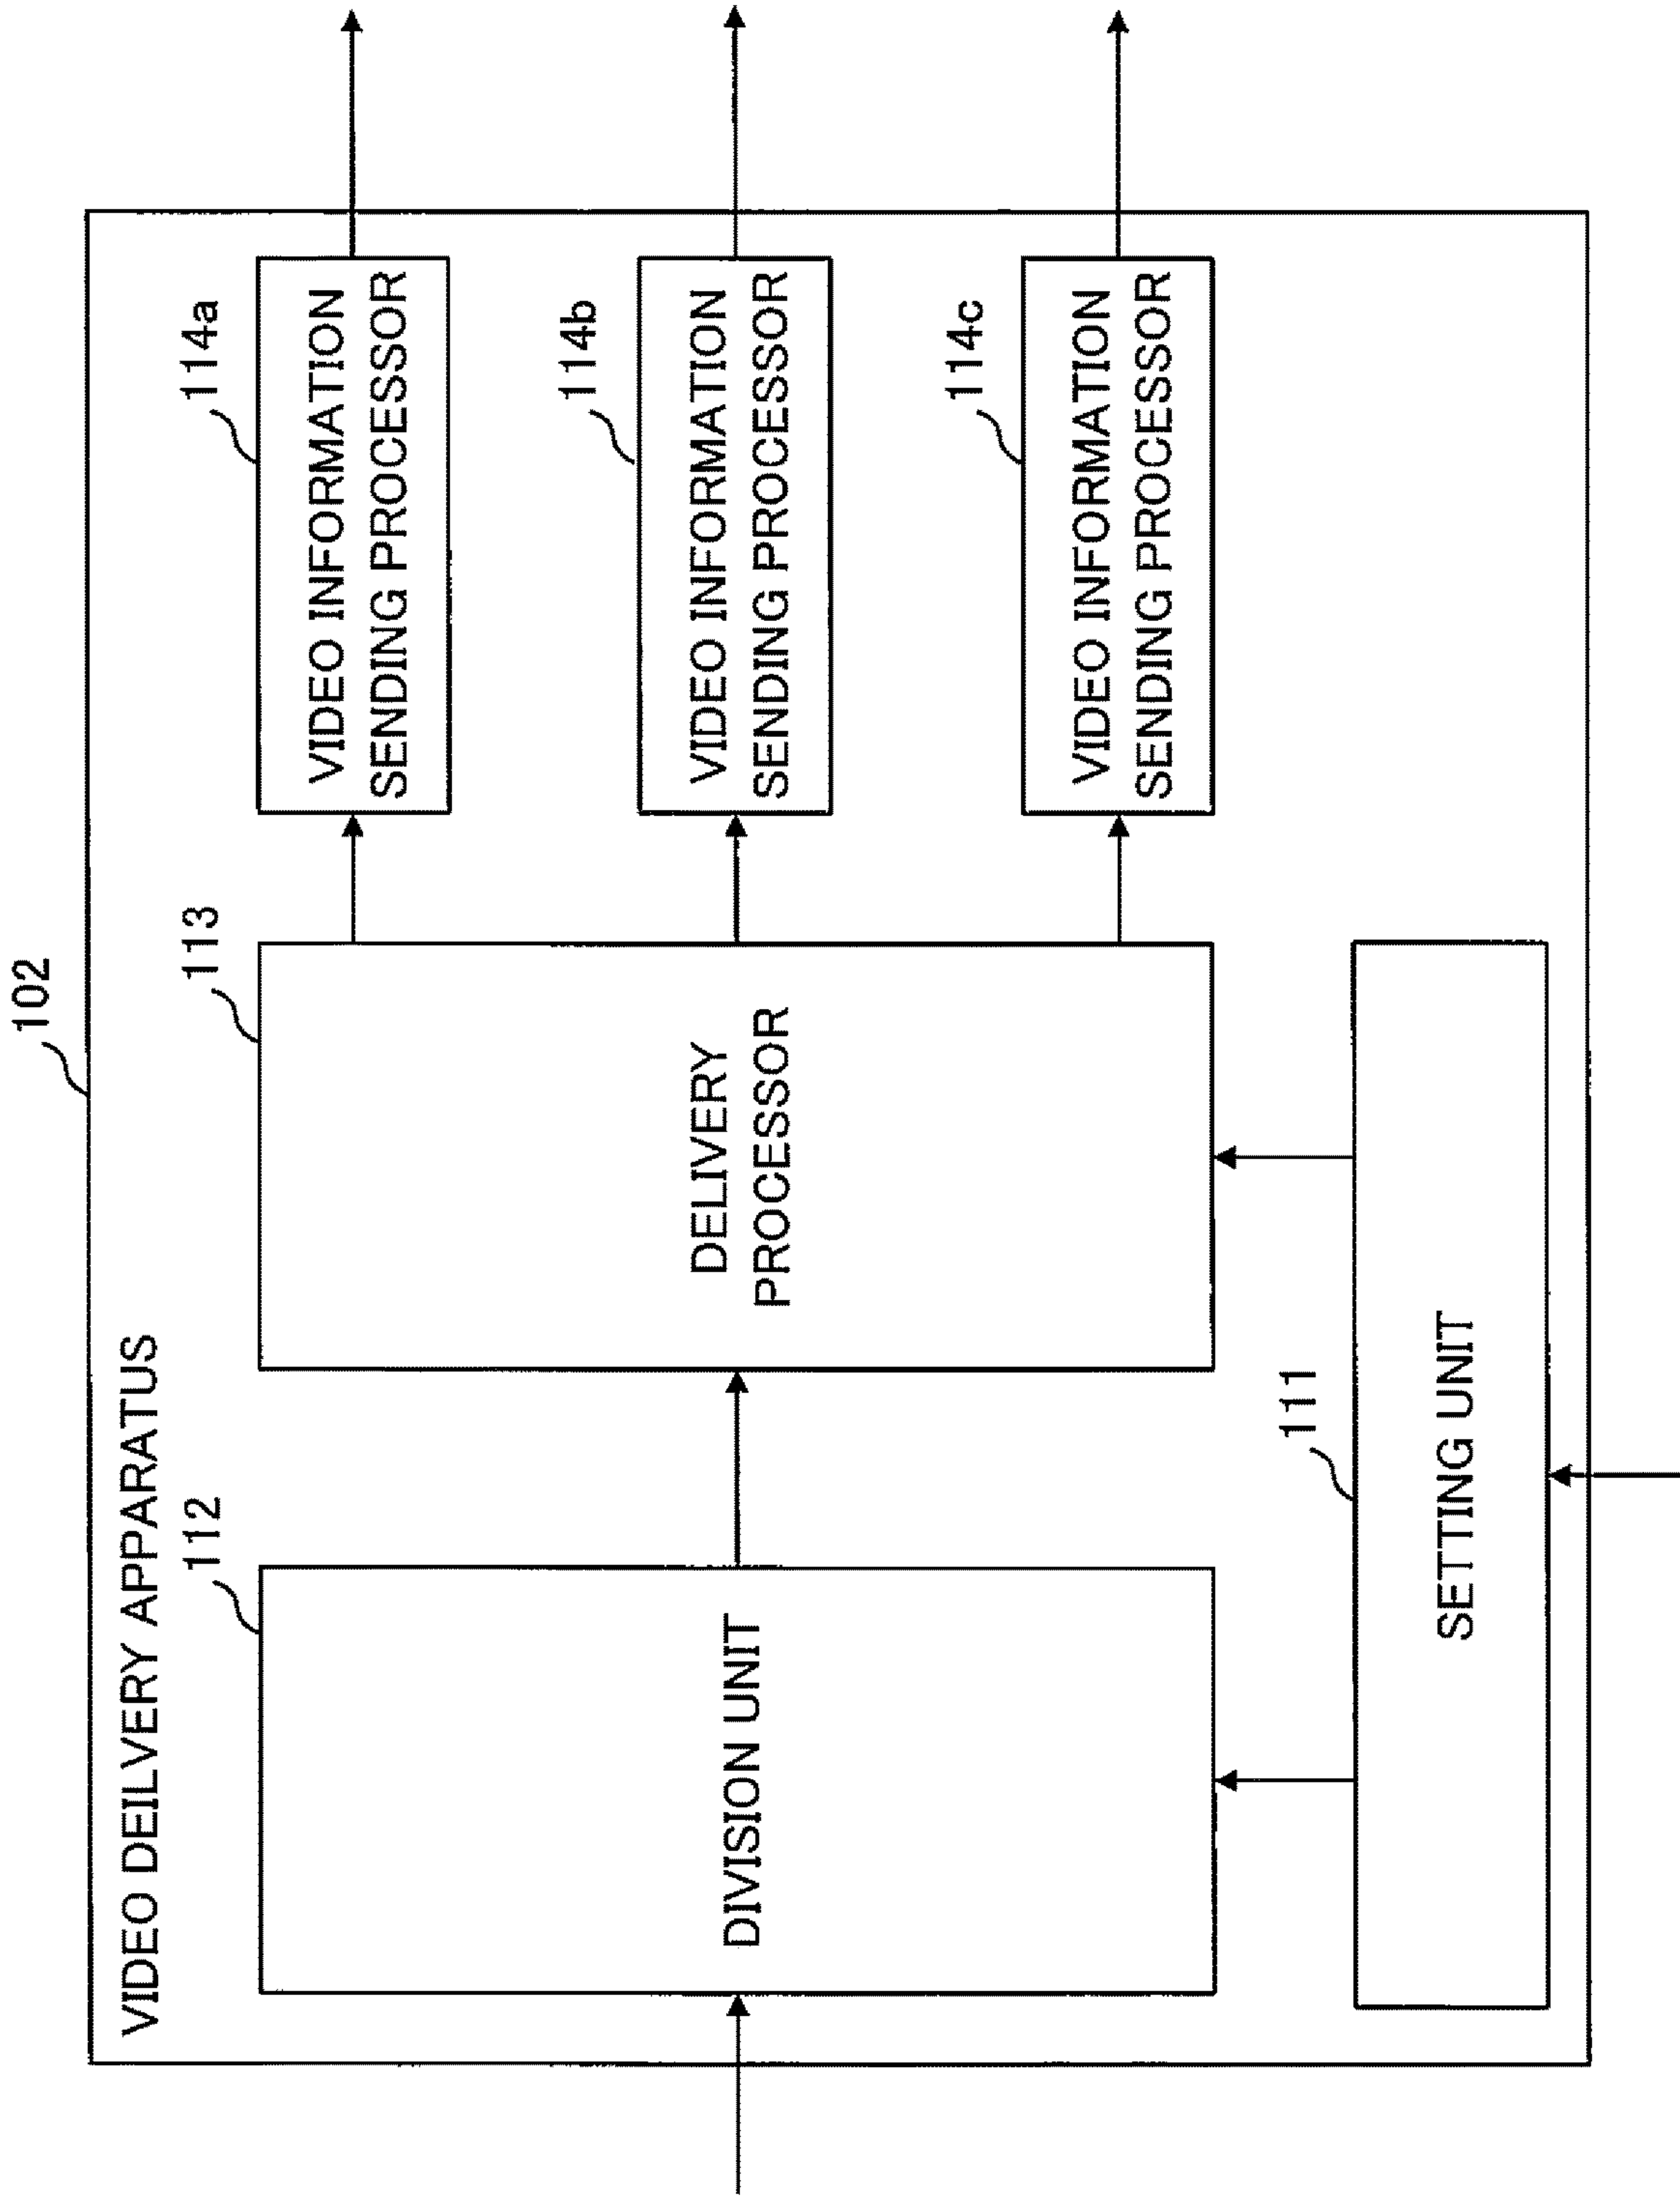 102
VIDEO DEILVERY APPARATUS
112
DIVISION UNIT
113
DELIVERY
PROCESSOR
114a
VIDEO INFORMATION
SENDING PROCESSOR
114b
VIDEO INFORMATION
SENDING PROCESSOR
114c
VIDEO INFORMATION
SENDING PROCESSOR
111
SETTING UNIT